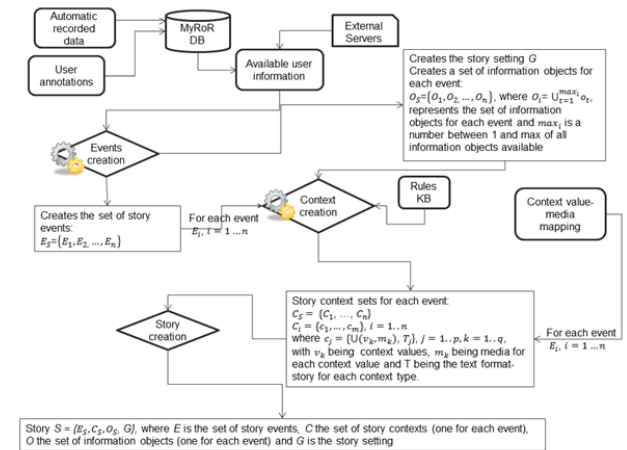 Automatic
recorded
data
MyRoR
DB
External
Servers
User
annotations
Available user
information
Creates the story setting G
Creates a set of information objects for
each event:
O_S={O_1,O_2, …,O_n}, where O_i= ⋃_{t=1}^{max_i} o_t,
represents the set of information
objects for each event and max_i is a
number between 1 and max of all
information objects available
Events
creation
Context
creation
Rules
KB
Context value-
media
mapping
Creates the set of story
events:
E_S={E_1,E_2, …,E_n}
For each event
E_i, i = 1 …n
Story context sets for each event:
C_S = {C_1, …, C_n}
C_i = {c_1,…,c_m}, i = 1..n
where c_j = {U(v_k,m_k), T_j}, j = 1..p,k = 1..q,
with v_k being context values, m_k being media for
each context value and T being the text format-
story for each context type.
Story
creation
For each event
E_i, i = 1 …n
Story S = {E_S,C_S,O_S, G}, where E is the set of story events, C the set of story contexts (one for each event),
O the set of information objects (one for each event) and G is the story setting